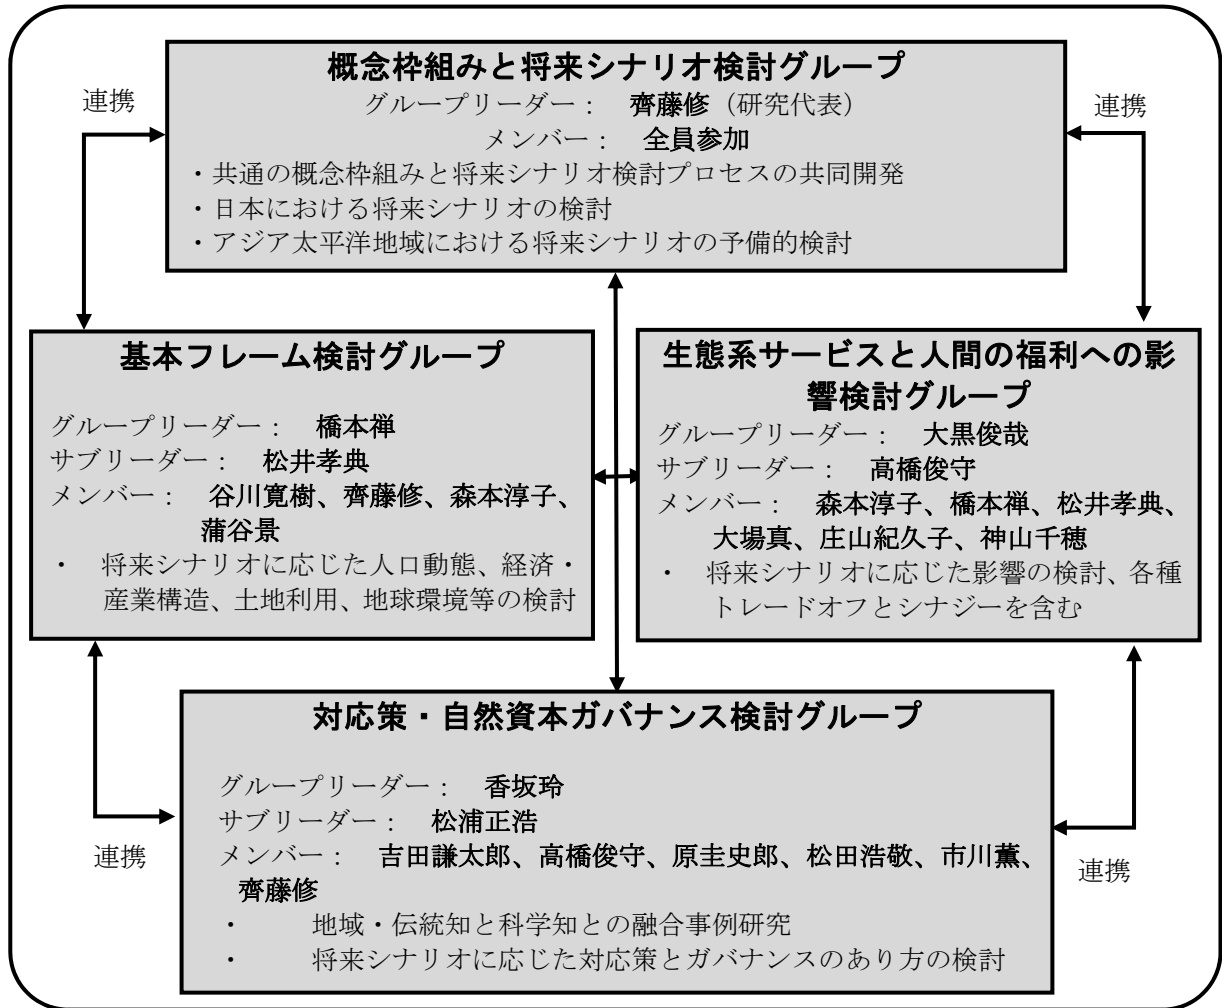 概念枠組みと将来シナリオ検討グループ
グループリーダー： 齊藤修（研究代表）
メンバー： 全員参加
・共通の概念枠組みと将来シナリオ検討プロセスの共同開発
・日本における将来シナリオの検討
・アジア太平洋地域における将来シナリオの予備的検討
連携
連携
基本フレーム検討グループ
グループリーダー： 橋本禅
サブリーダー： 松井孝典
メンバー： 谷川寛樹、齊藤修、森本淳子、
蒲谷景
・ 将来シナリオに応じた人口動態、経済・
産業構造、土地利用、地球環境等の検討
生態系サービスと人間の福利への影
響検討グループ
グループリーダー： 大黒俊哉
サブリーダー： 高橋俊守
メンバー： 森本淳子、橋本禅、松井孝典、
大場真、庄山紀久子、神山千穂
・ 将来シナリオに応じた影響の検討、各種
トレードオフとシナジーを含む
対応策・自然資本ガバナンス検討グループ
グループリーダー： 香坂玲
サブリーダー： 松浦正浩
メンバー： 吉田謙太郎、高橋俊守、原圭史郎、松田浩敬、市川薫、
齊藤修
・ 地域・伝統知と科学知との融合事例研究
・ 将来シナリオに応じた対応策とガバナンスのあり方の検討
連携
連携